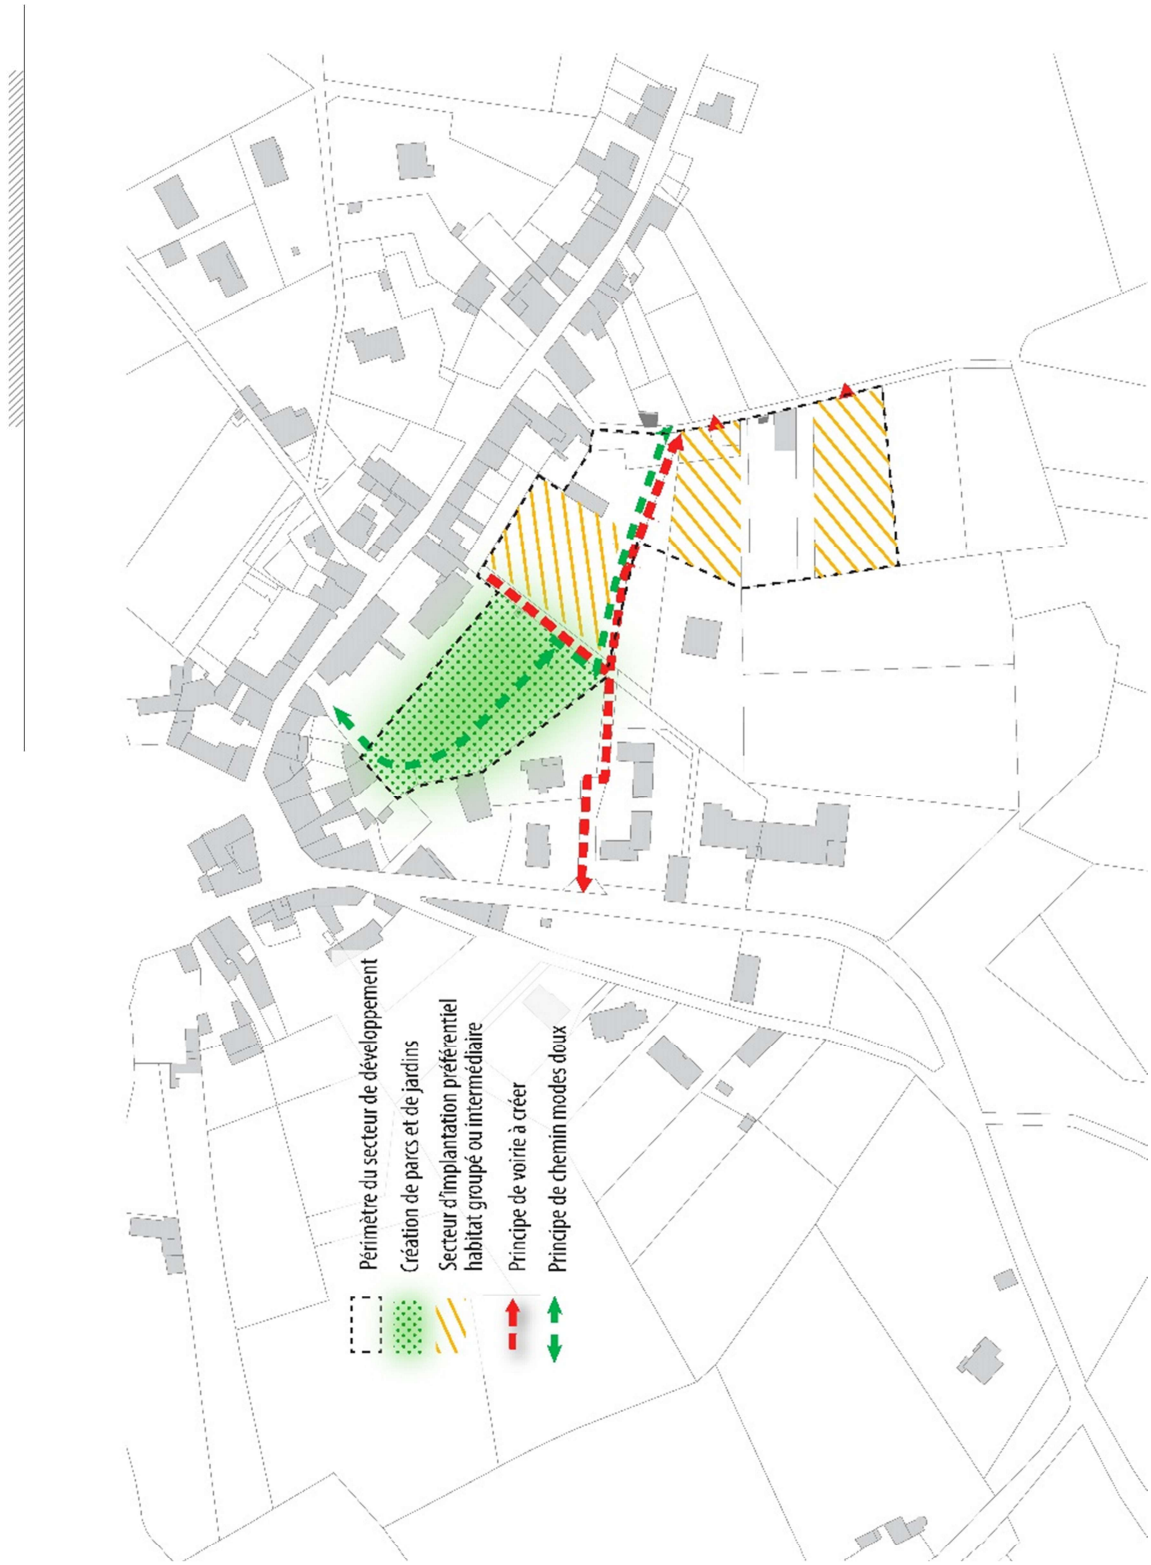 Périmètre du secteur de développement
Création de parcs et de jardins
Secteur d'implantation préférentiel
habitat groupé ou intermédiaire
Principe de voirie à créer
Principe de chemin modes doux